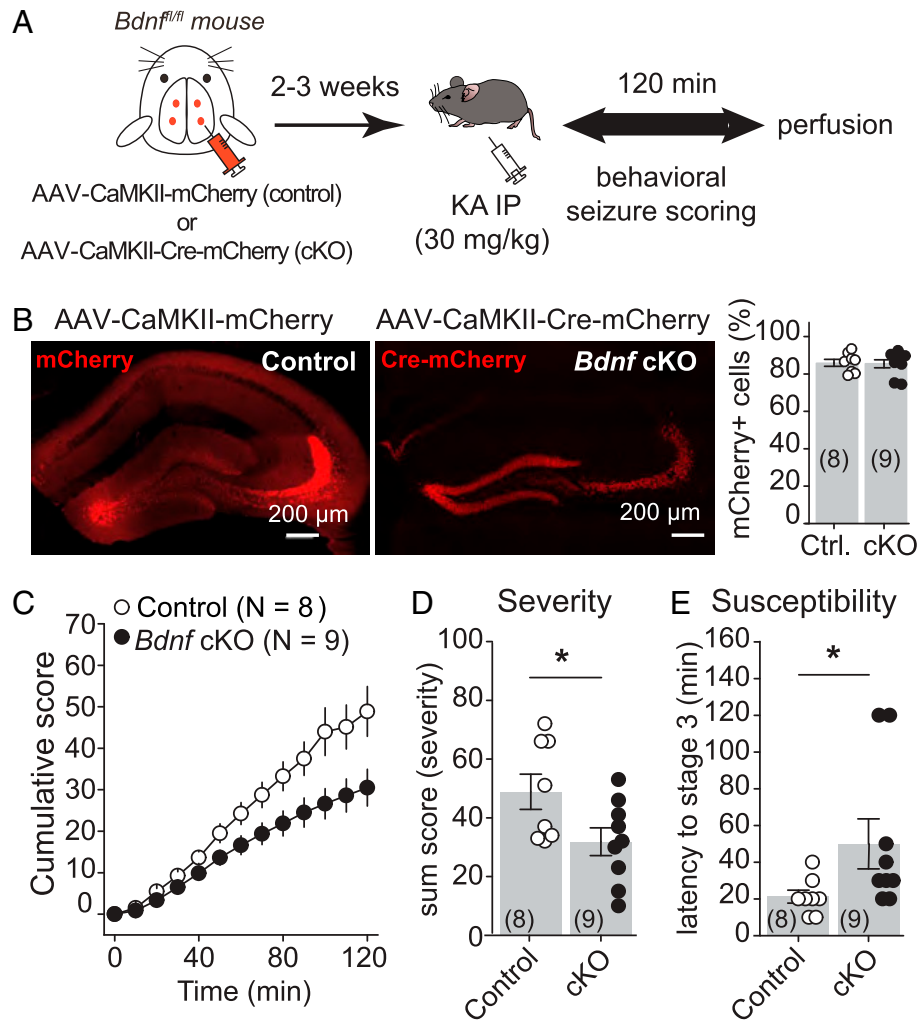 A
Bdnf^fl/fl mouse
2-3 weeks
120 min
perfusion
AAV-CaMKII-mCherry (control)
or
AAV-CaMKII-Cre-mCherry (cKO)
KA IP
(30 mg/kg)
behavioral
seizure scoring
B
AAV-CaMKII-mCherry
AAV-CaMKII-Cre-mCherry
mCherry
Control
200 µm
Cre-mCherry
Bdnf cKO
200 µm
mCherry+ cells (%)
100
80
60
40
20
0
(8)
(9)
Ctrl.
cKO
C
Control (N = 8)
Bdnf cKO (N = 9)
Cumulative score
70
60
50
40
30
20
10
0
0
40
80
120
Time (min)
D
Severity
sum score (severity)
100
80
60
40
20
0
*
(8)
(9)
Control
cKO
E
Susceptibility
latency to stage 3 (min)
160
140
120
100
80
60
40
20
0
*
(8)
(9)
Control
cKO